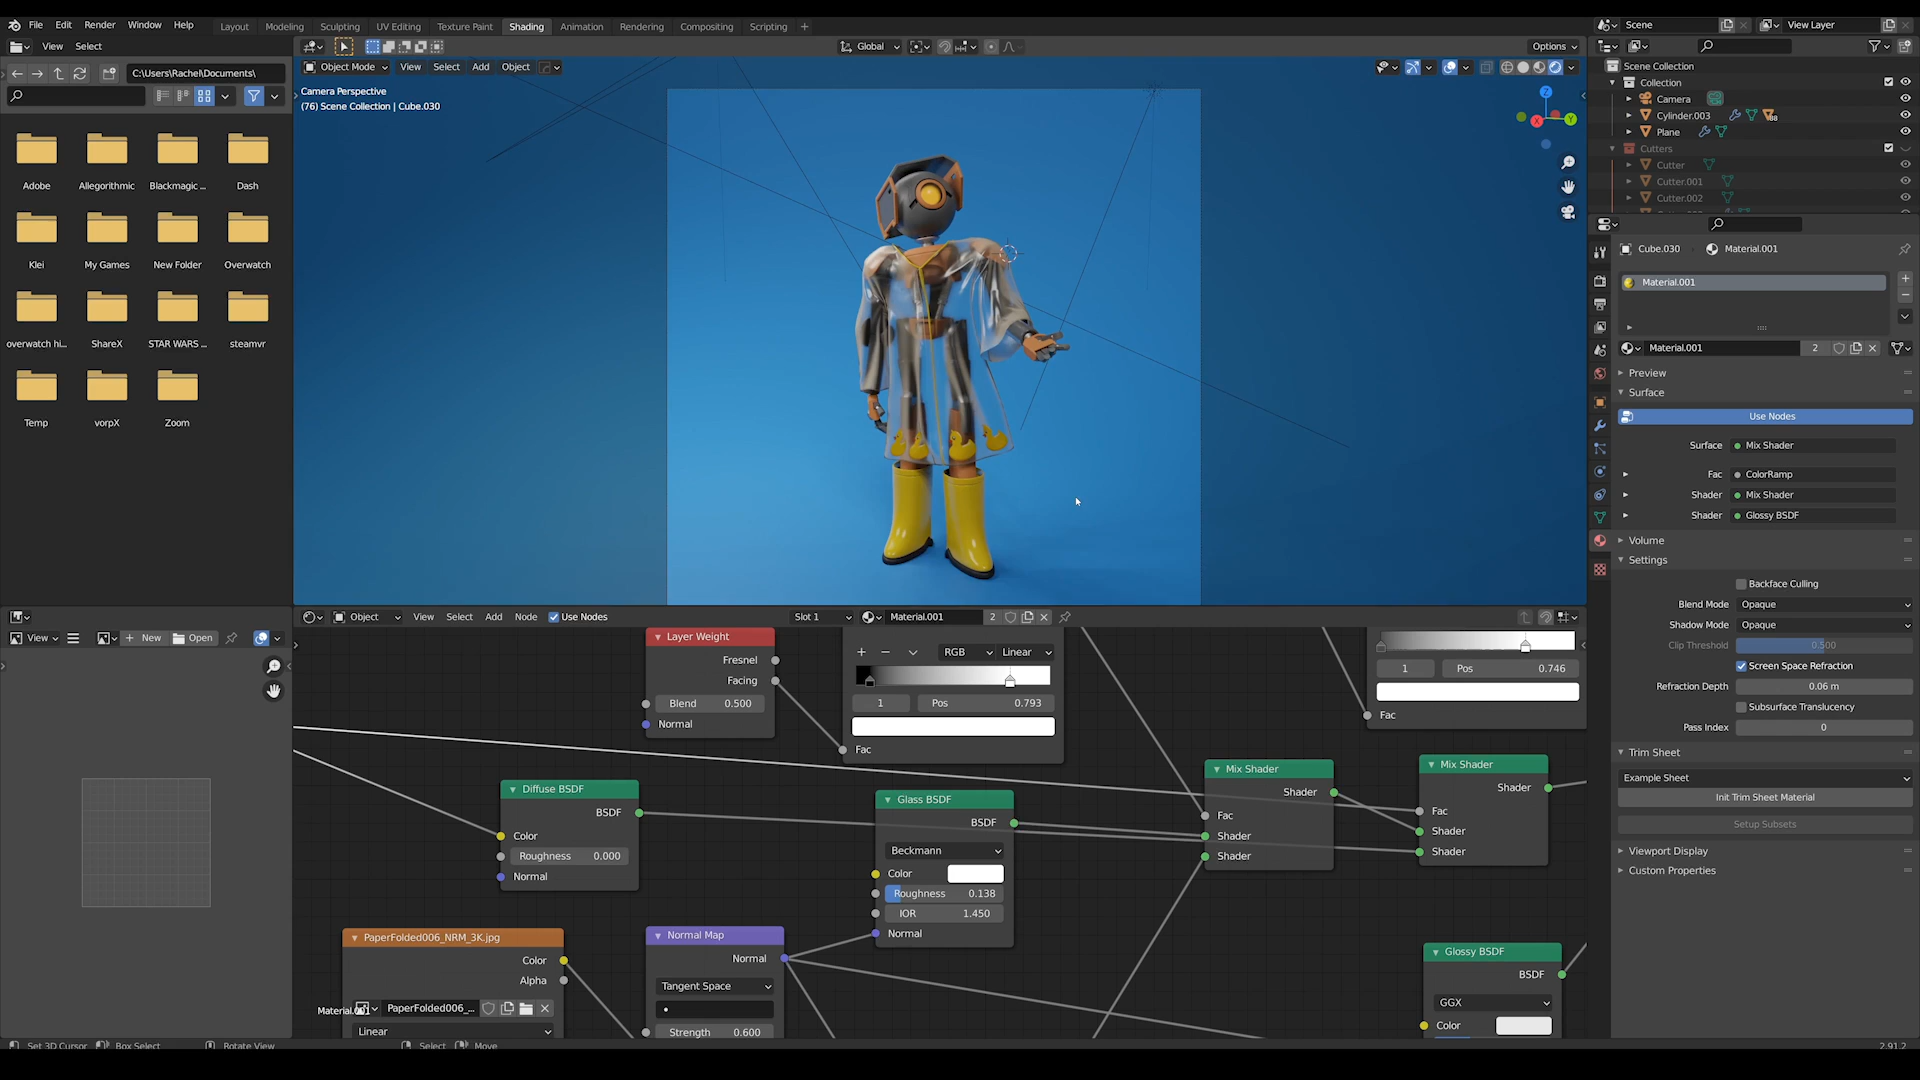 File Edit Render Window Help
Layout Modeling Sculpting UV Editing Texture Paint Shading Animation Rendering Compositing Scripting +
Scene
View Layer
View Select
Global
Options
C:\Users\Rachel\Documents\
Object Mode View Select Add Object
Camera Perspective
(76) Scene Collection | Cube.030
Z
X
Y
Adobe
Allegorithmic
Blackmagic ...
Dash
Klei
My Games
New Folder
Overwatch
overwatch hi...
ShareX
STAR WARS ...
steamvr
Temp
vorpX
Zoom
Scene Collection
Collection
Camera
Cylinder.003
Plane
Cutters
Cutter
Cutter.001
Cutter.002
Cube.030
Material.001
Material.001
Material.001
2
Preview
Surface
Use Nodes
Surface Mix Shader
Fac ColorRamp
Shader Mix Shader
Shader Glossy BSDF
Volume
Settings
Backface Culling
Blend Mode Opaque
Shadow Mode Opaque
Clip Threshold 0.500
Screen Space Refraction
Refraction Depth 0.06 m
Subsurface Translucency
Pass Index 0
Trim Sheet
Example Sheet
Init Trim Sheet Material
Setup Subsets
Viewport Display
Custom Properties
View
New
Open
Object View Select Add Node Use Nodes
Slot 1
Material.001
2
Layer Weight
Fresnel
Facing
Blend 0.500
Normal
RGB Linear
1 Pos 0.793
Fac
1 Pos 0.746
Fac
Diffuse BSDF
BSDF
Color
Roughness 0.000
Normal
Glass BSDF
BSDF
Beckmann
Color
Roughness 0.138
IOR 1.450
Normal
Mix Shader
Shader
Fac
Shader
Shader
Mix Shader
Shader
Fac
Shader
Shader
PaperFolded006_NRM_3K.jpg
Color
Alpha
PaperFolded006_...
Linear
Normal Map
Normal
Tangent Space
Strength 0.600
Glossy BSDF
BSDF
GGX
Color
Set 3D Cursor
Box Select
Rotate View
Select
Move
2.91.2